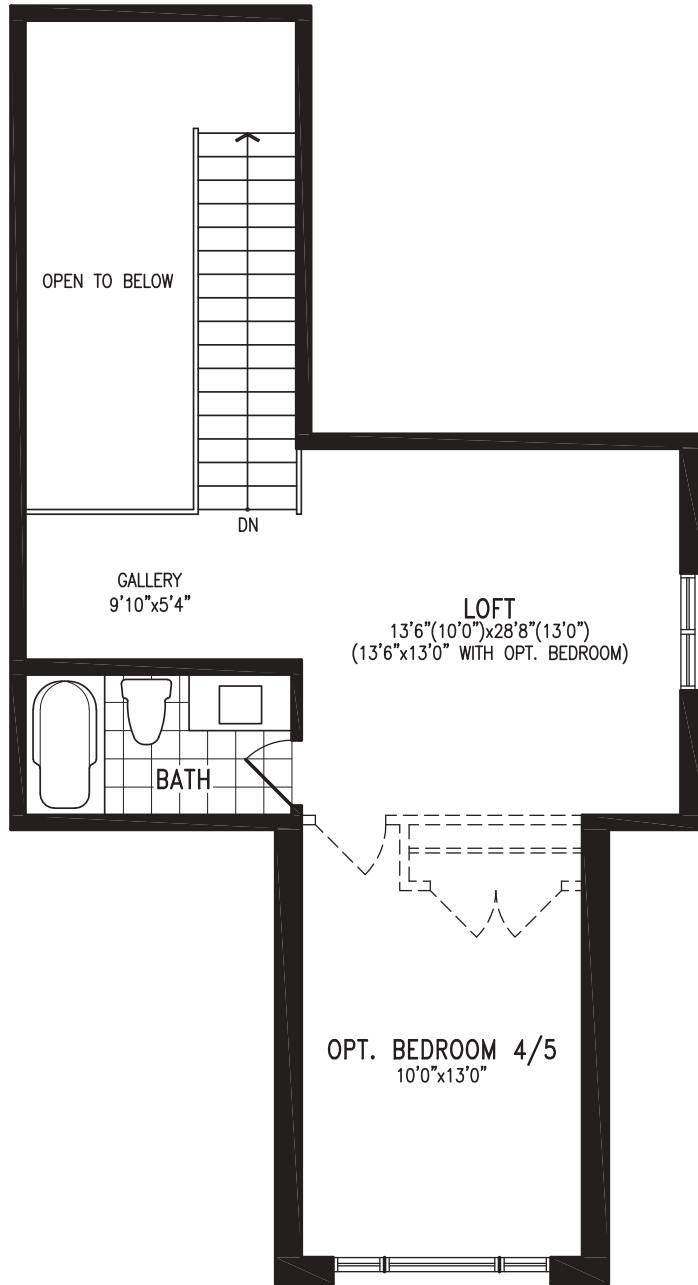 OPEN TO BELOW
DN
GALLERY
9'10"x5'4"
LOFT
13'6"(10'0")x28'8"(13'0")
(13'6"x13'0" WITH OPT. BEDROOM)
BATH
OPT. BEDROOM 4/5
10'0"x13'0"